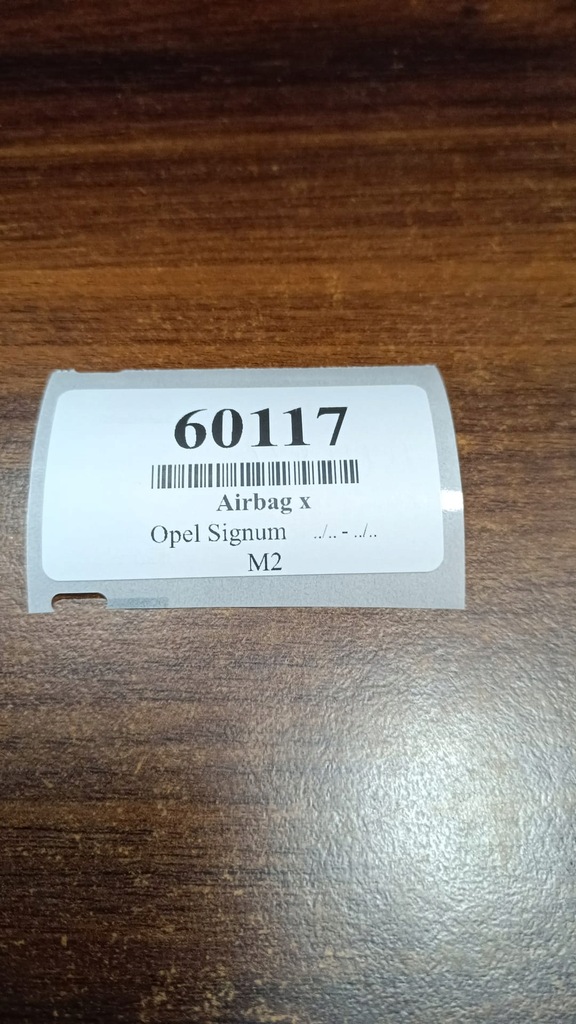 60117
Airbag x
Opel Signum ../.. - ../..
M2